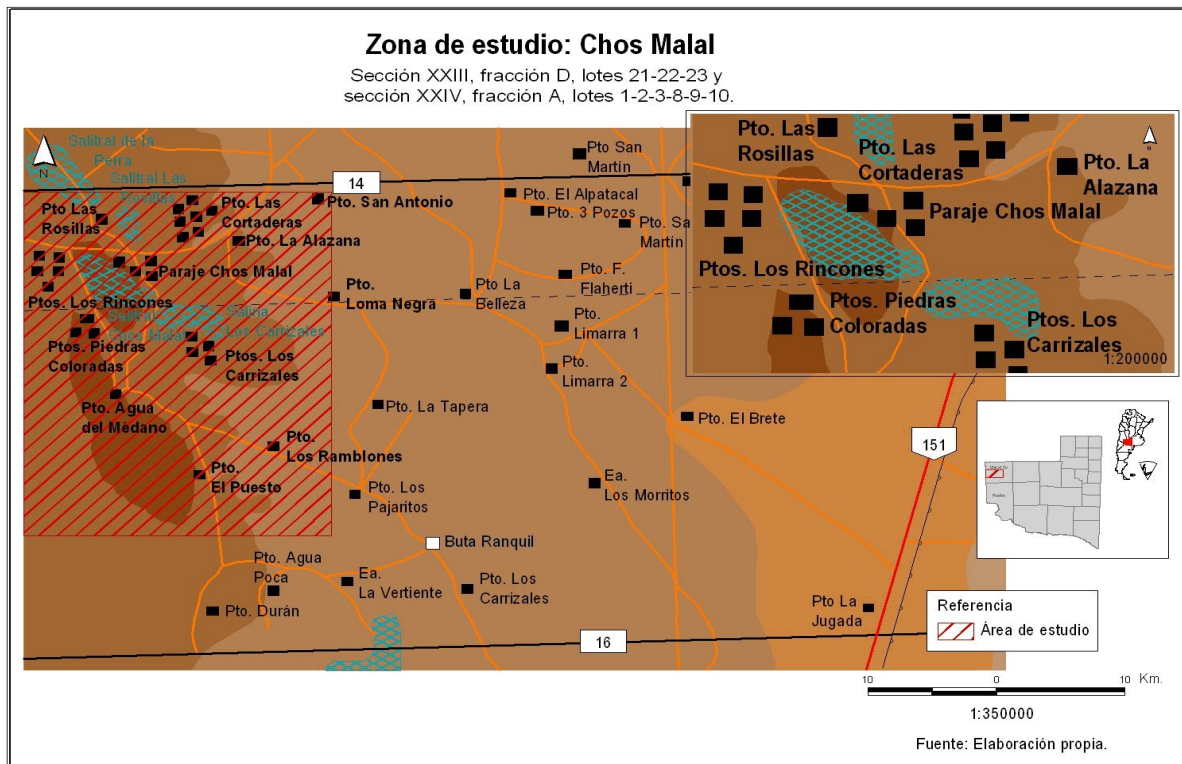 Zona de estudio: Chos Malal
Sección XXIII, fracción D, lotes 21-22-23 y
sección XXIV, fracción A, lotes 1-2-3-8-9-10.
N
Salitral de la
Perra
Salitral Las
Rosillas
14
Pto Las
Rosillas
Pto. Las
Cortaderas
Pto. San Antonio
Pto. La Alazana
Paraje Chos Malal
Ptos. Los Rincones
Salitral
Chos Malal
Salina
Los Carrizales
Ptos. Piedras
Coloradas
Ptos. Los
Carrizales
Pto. Agua
del Médano
Pto.
Los Ramblones
Pto.
El Puesto
Pto.
Loma Negra
Pto San
Martin
Pto. El Alpatacal
Pto. 3 Pozos
Pto. Sa
Martin
Pto. F.
Flaherti
Pto La
Belleza
Pto.
Limarra 1
Pto.
Limarra 2
Pto. La Tapera
Pto. El Brete
Pto. Los
Pajaritos
Ea.
Los Morritos
Buta Ranquil
Pto. Agua
Poca
Ea.
La Vertiente
Pto. Los
Carrizales
Pto. Durán
Pto La
Jugada
16
151
Pto. Las
Rosillas
Pto. Las
Cortaderas
N
Pto. La
Alazana
Paraje Chos Malal
Ptos. Los Rincones
Ptos. Piedras
Coloradas
Ptos. Los
Carrizales
1:200000
Referencia
Área de estudio
10 0 10 Km.
1:350000
Fuente: Elaboración propia.